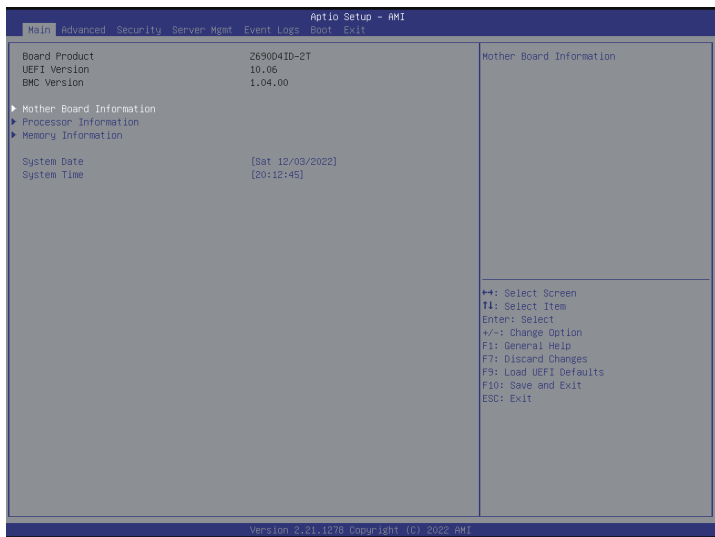 Aptio Setup – AMI
Main Advanced Security Server Mgmt Event Logs Boot Exit
Board Product Z690D4ID-2T
UEFI Version 10.06
BMC Version 1.04.00
Mother Board Information
Processor Information
Memory Information
System Date [Sat 12/03/2022]
System Time [20:12:45]
Mother Board Information
↔: Select Screen
↑↓: Select Item
Enter: Select
+/-: Change Option
F1: General Help
F7: Discard Changes
F9: Load UEFI Defaults
F10: Save and Exit
ESC: Exit
Version 2.21.1278 Copyright (C) 2022 AMI